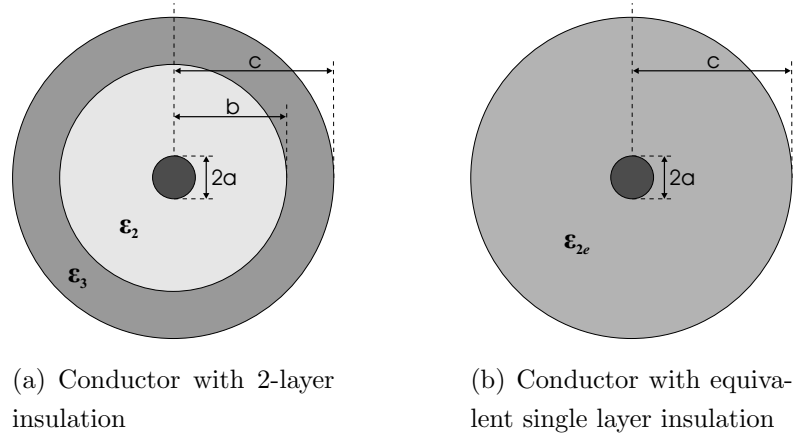 c
b
2a
ε₂
ε₃
c
2a
ε₂ₑ
(a) Conductor with 2-layer
insulation
(b) Conductor with equiva-
lent single layer insulation